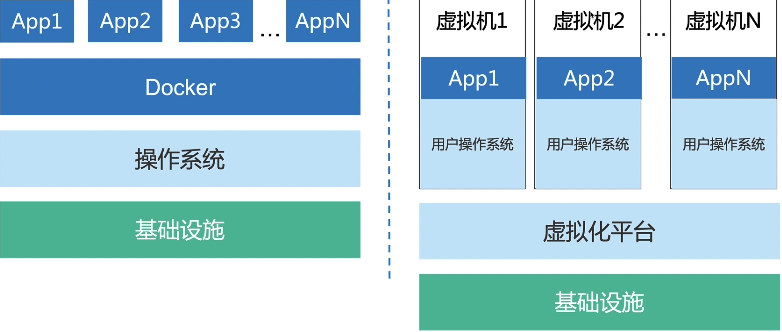 App1 App2 App3 ... AppN
Docker
操作系统
基础设施
虚拟机1 虚拟机2 ... 虚拟机N
App1 App2 AppN
用户操作系统 用户操作系统 用户操作系统
虚拟化平台
基础设施